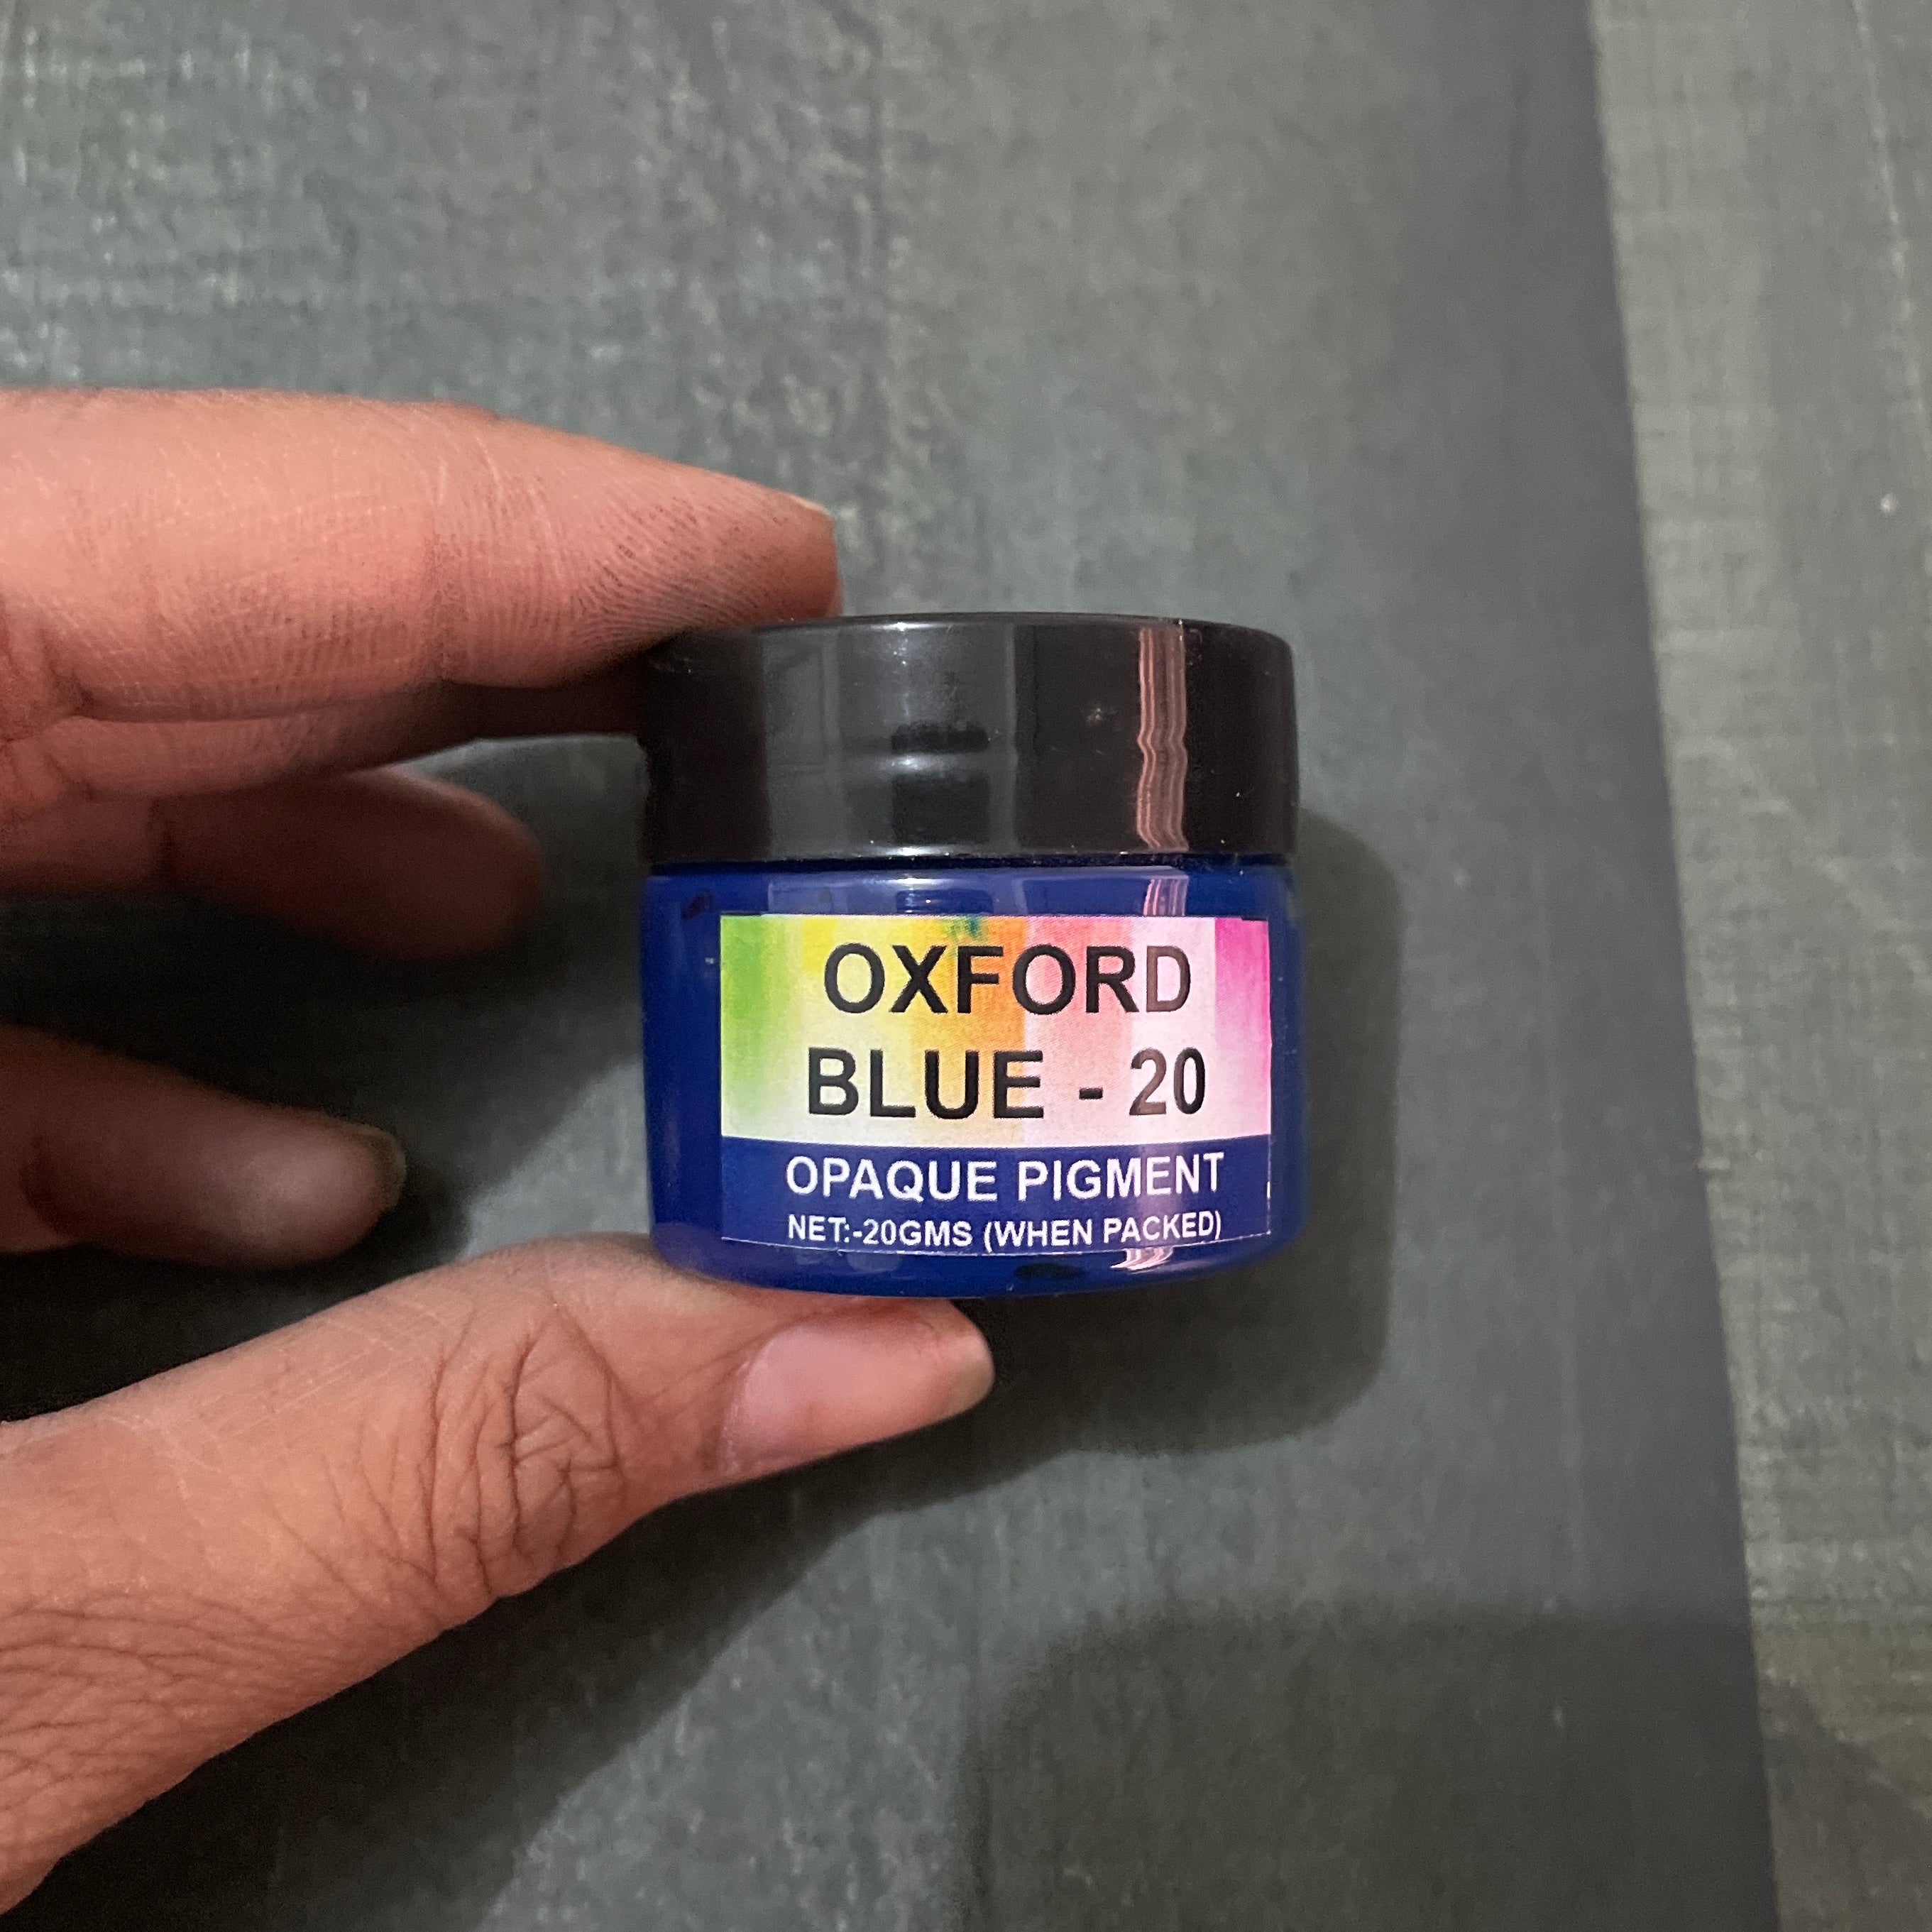 OXFORD
BLUE - 20
OPAQUE PIGMENT
NET:-20GMS (WHEN PACKED)